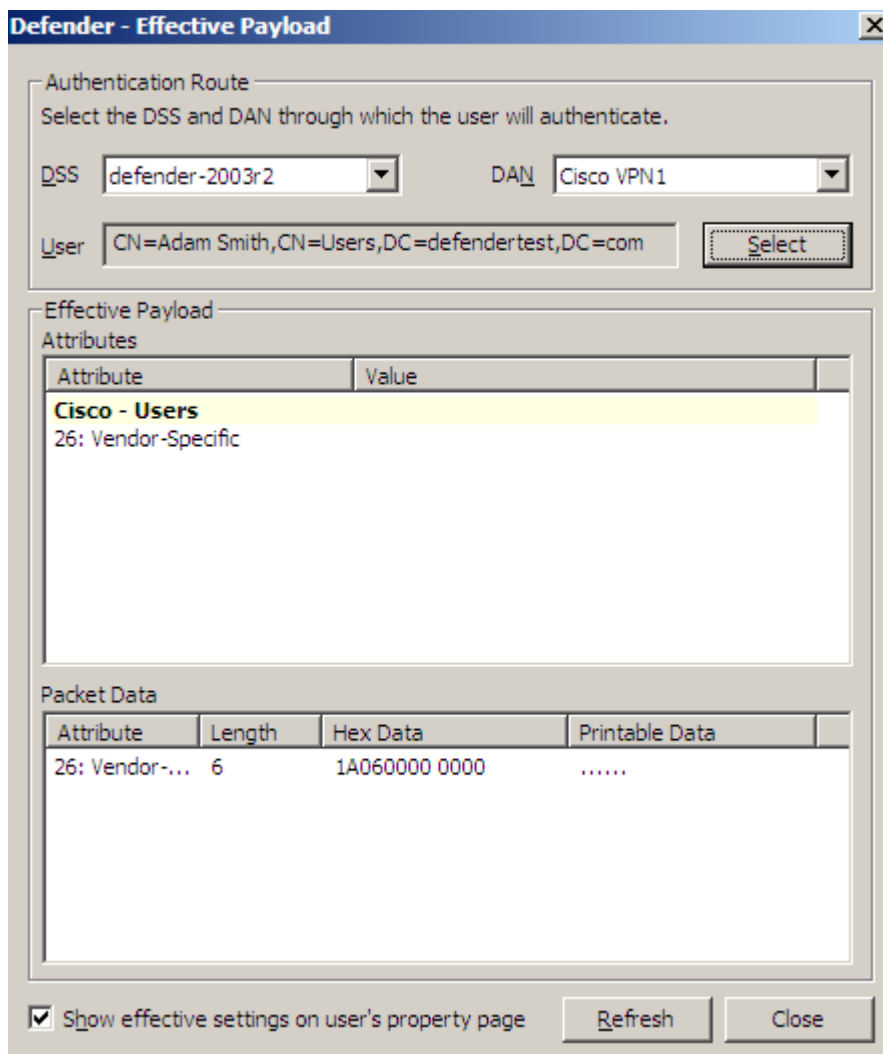 Defender - Effective Payload
Authentication Route
Select the DSS and DAN through which the user will authenticate.
DSS defender-2003r2 DAN Cisco VPN1
User CN=Adam Smith,CN=Users,DC=defendertest,DC=com Select
Effective Payload
Attributes
Attribute Value
Cisco - Users
26: Vendor-Specific
Packet Data
Attribute Length Hex Data Printable Data
26: Vendor-... 6 1A060000 0000 ......
Show effective settings on user's property page Refresh Close